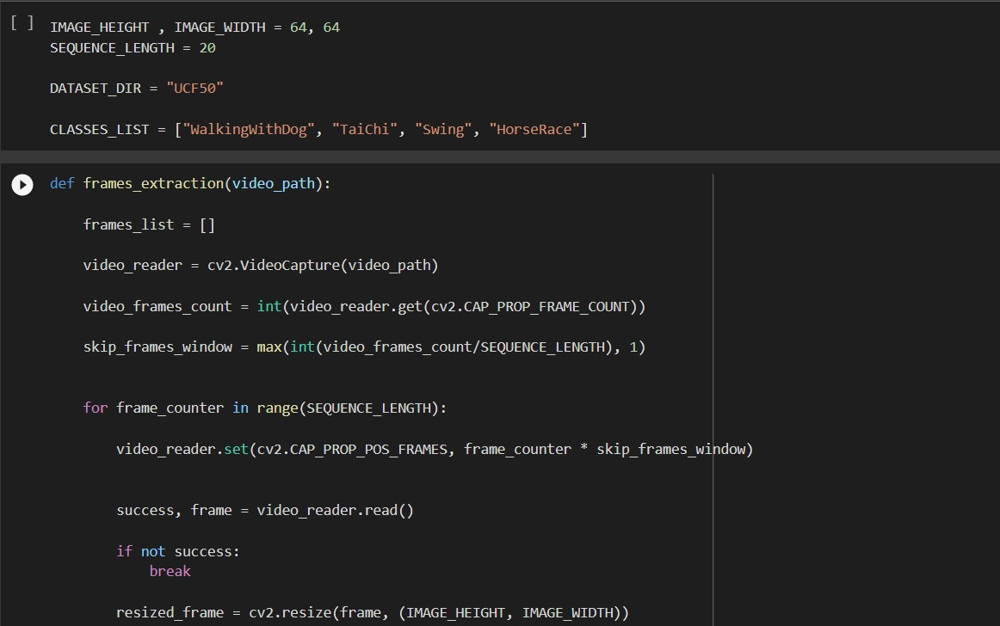 [ ] IMAGE_HEIGHT , IMAGE_WIDTH = 64, 64
SEQUENCE_LENGTH = 20
DATASET_DIR = "UCF50"
CLASSES_LIST = ["WalkingWithDog", "TaiChi", "Swing", "HorseRace"]
def frames_extraction(video_path):
frames_list = []
video_reader = cv2.VideoCapture(video_path)
video_frames_count = int(video_reader.get(cv2.CAP_PROP_FRAME_COUNT))
skip_frames_window = max(int(video_frames_count/SEQUENCE_LENGTH), 1)
for frame_counter in range(SEQUENCE_LENGTH):
video_reader.set(cv2.CAP_PROP_POS_FRAMES, frame_counter * skip_frames_window)
success, frame = video_reader.read()
if not success:
break
resized_frame = cv2.resize(frame, (IMAGE_HEIGHT, IMAGE_WIDTH))